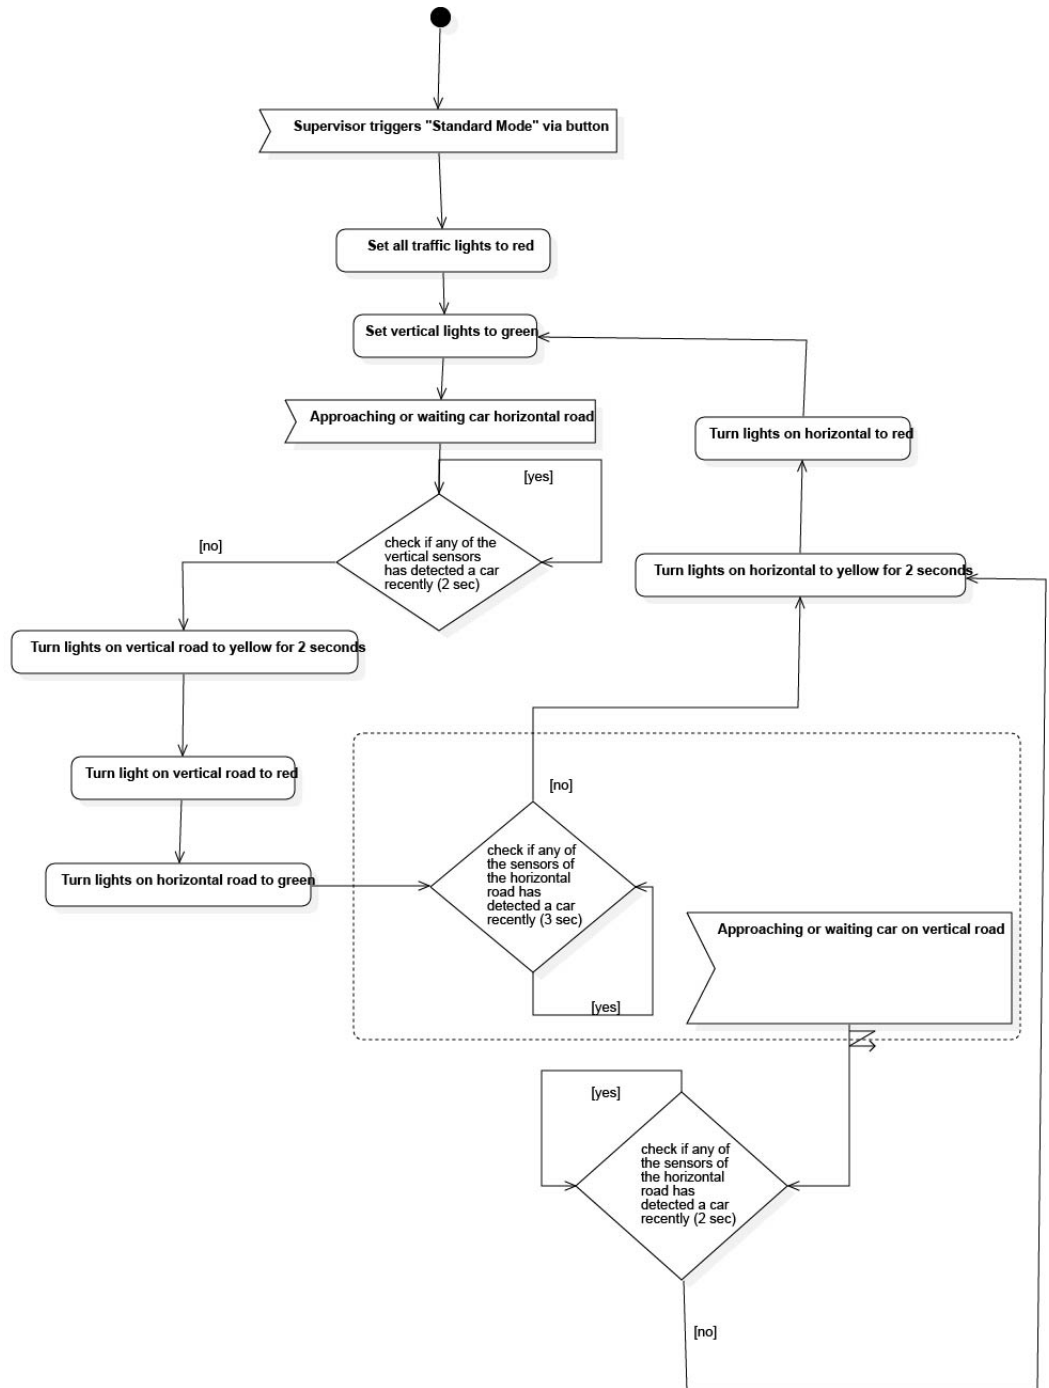 Supervisor triggers "Standard Mode" via button
Set all traffic lights to red
Set vertical lights to green
Approaching or waiting car horizontal road
Turn lights on horizontal to red
[yes]
check if any of the
vertical sensors
has detected a car
recently (2 sec)
[no]
Turn lights on horizontal to yellow for 2 seconds
Turn lights on vertical road to yellow for 2 seconds
Turn light on vertical road to red
[no]
check if any of
the sensors of
the horizontal
road has
detected a car
recently (3 sec)
Turn lights on horizontal road to green
Approaching or waiting car on vertical road
[yes]
[yes]
check if any of
the sensors of
the horizontal
road has
detected a car
recently (2 sec)
[no]